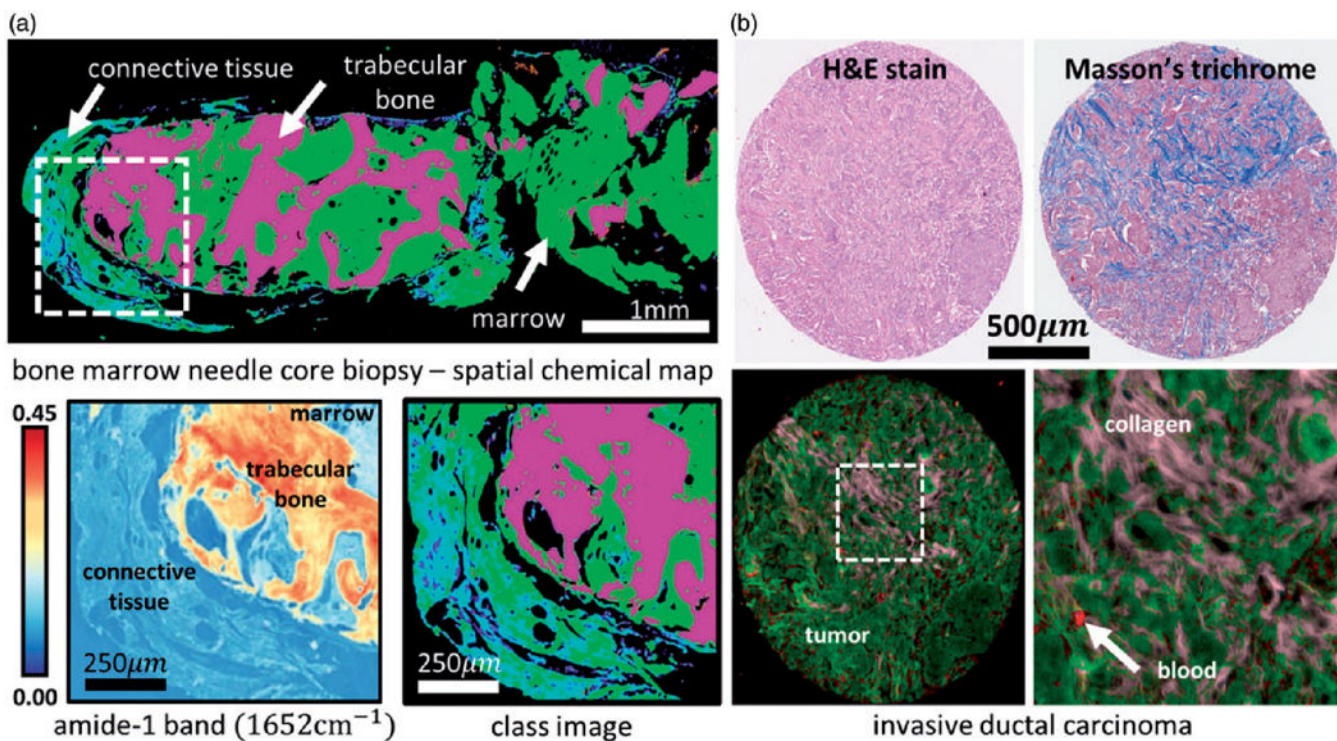 (a)
connective tissue
trabecular
bone
marrow
1mm
bone marrow needle core biopsy – spatial chemical map
0.45
0.00
marrow
trabecular
bone
connective
tissue
250μm
amide-1 band (1652cm⁻¹)
250μm
class image
(b)
H&E stain
Masson's trichrome
500μm
tumor
collagen
blood
invasive ductal carcinoma